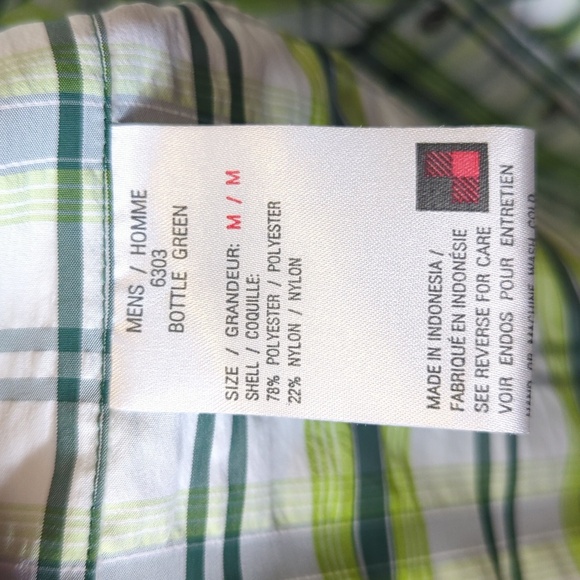 MENS / HOMME
6303
BOTTLE GREEN
SIZE / GRANDEUR: M / M
SHELL / COQUILLE:
78% POLYESTER / POLYESTER
22% NYLON / NYLON
MADE IN INDONESIA /
FABRIQUÉ EN INDONÉSIE
SEE REVERSE FOR CARE
VOIR ENDOS POUR ENTRETIEN